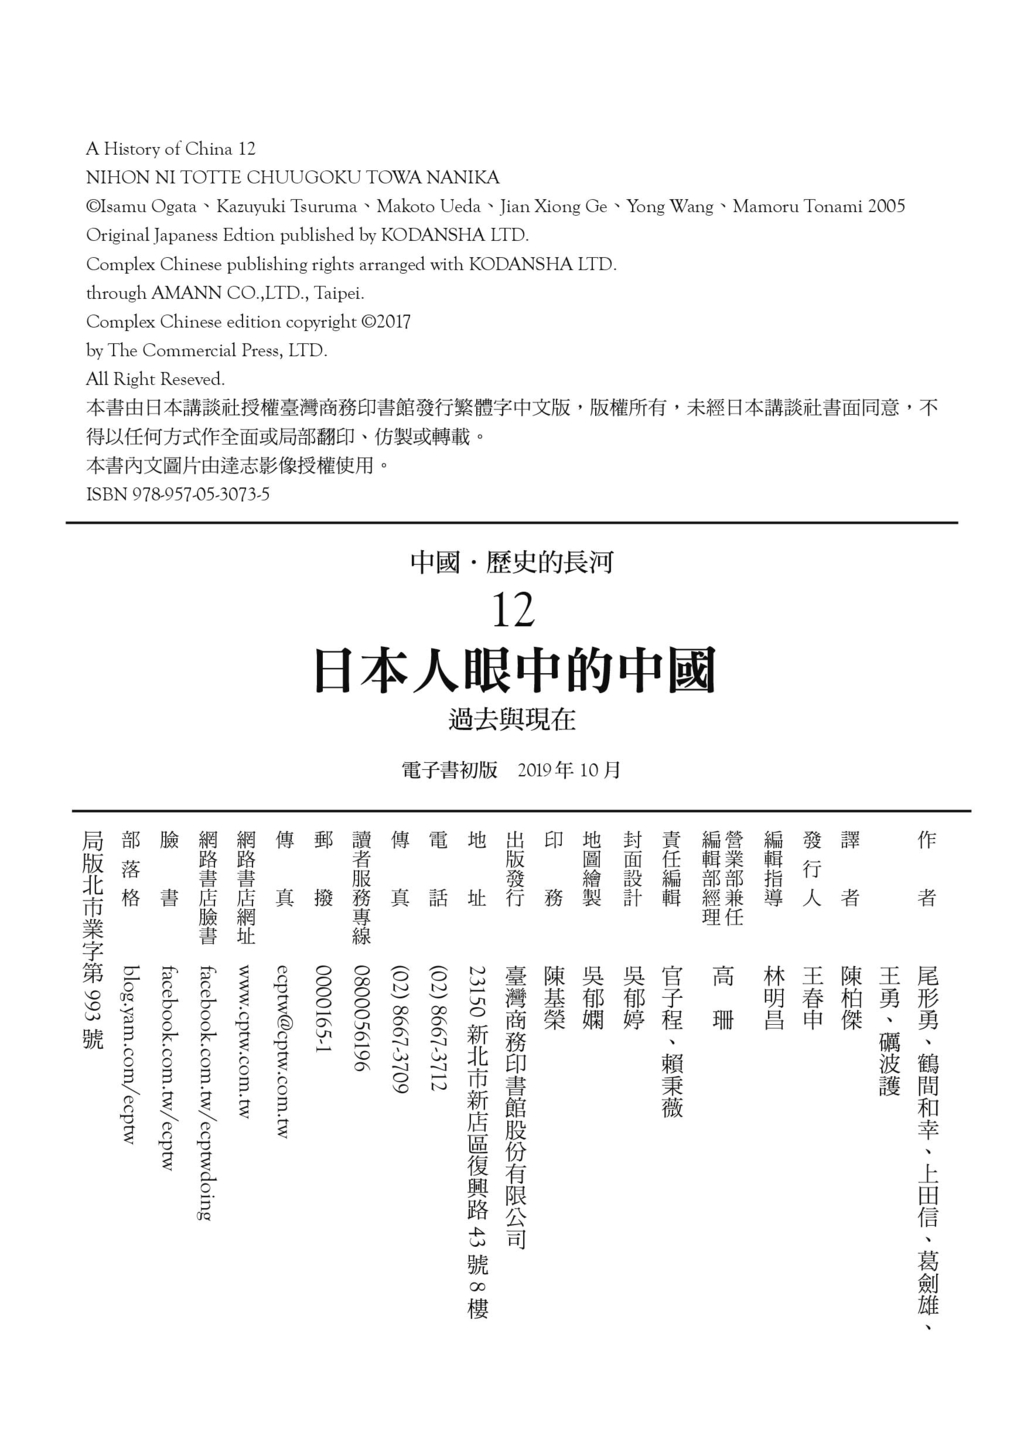 A History of China 12
NIHON NI TOTTE CHUUGOKU TOWA NANIKA
©Isamu Ogata、Kazuyuki Tsuruma、Makoto Ueda、Jian Xiong Ge、Yong Wang、Mamoru Tonami 2005
Original Japaness Edtion published by KODANSHA LTD.
Complex Chinese publishing rights arranged with KODANSHA LTD.
through AMANN CO.,LTD., Taipei.
Complex Chinese edition copyright ©2017
by The Commercial Press, LTD.
All Right Reseved.
本書由日本講談社授權臺灣商務印書館發行繁體字中文版，版權所有，未經日本講談社書面同意，不
得以任何方式作全面或局部翻印、仿製或轉載。
本書內文圖片由達志影像授權使用。
ISBN 978-957-05-3073-5
中國．歷史的長河
12
日本人眼中的中國
過去與現在
電子書初版　2019年10月
作者　尾形勇、鶴間和幸、上田信、葛劍雄、
王勇、礪波護
譯者　陳柏傑
發行人　王春申
編輯指導　林明昌
營業部兼任
編輯部經理　高珊
責任編輯　官子程、賴秉薇
封面設計　吳郁婷
地圖繪製　吳郁嫻
印務　陳基榮
出版發行　臺灣商務印書館股份有限公司
地址　23150 新北市新店區復興路 43 號 8 樓
電話　(02) 8667-3712
傳真　(02) 8667-3709
讀者服務專線　0800056196
郵撥　0000165-1
傳真　ecptw@cptw.com.tw
網路書店網址　www.cptw.com.tw
網路書店臉書　facebook.com.tw/ecptwdoing
臉書　facebook.com.tw/ecptw
部落格　blog.yam.com/ecptw
局版北市業字第 993 號